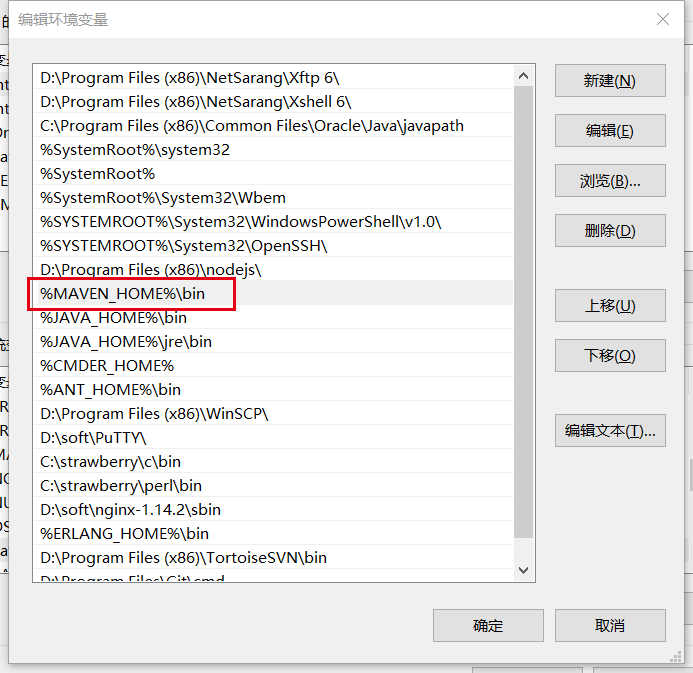 编辑环境变量
D:\Program Files (x86)\NetSarang\Xftp 6\
D:\Program Files (x86)\NetSarang\Xshell 6\
C:\Program Files (x86)\Common Files\Oracle\Java\javapath
%SystemRoot%\system32
%SystemRoot%
%SystemRoot%\System32\Wbem
%SYSTEMROOT%\System32\WindowsPowerShell\v1.0\
%SYSTEMROOT%\System32\OpenSSH\
D:\Program Files (x86)\nodejs\
%MAVEN_HOME%\bin
%JAVA_HOME%\bin
%JAVA_HOME%\jre\bin
%CMDER_HOME%
%ANT_HOME%\bin
D:\Program Files (x86)\WinSCP\
D:\soft\PuTTY\
C:\strawberry\c\bin
C:\strawberry\perl\bin
D:\soft\nginx-1.14.2\sbin
%ERLANG_HOME%\bin
D:\Program Files (x86)\TortoiseSVN\bin
D:\Program Files\Git\cmd
新建(N)
编辑(E)
浏览(B)...
删除(D)
上移(U)
下移(O)
编辑文本(T)...
确定
取消